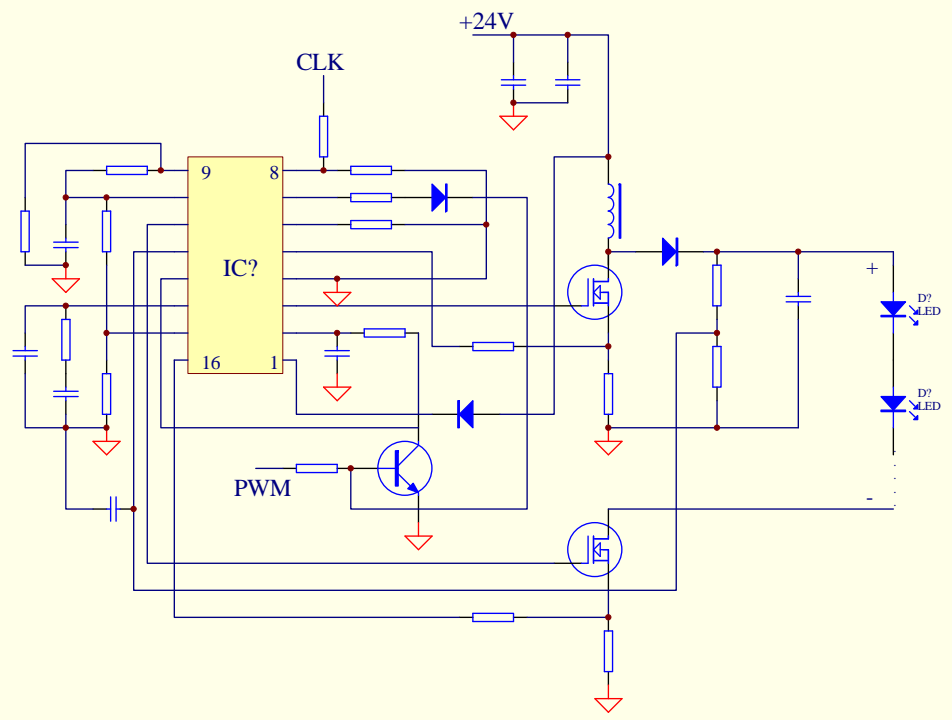 +24V
CLK
9 8
IC?
16 1
PWM
+
D?
LED
D?
LED
-